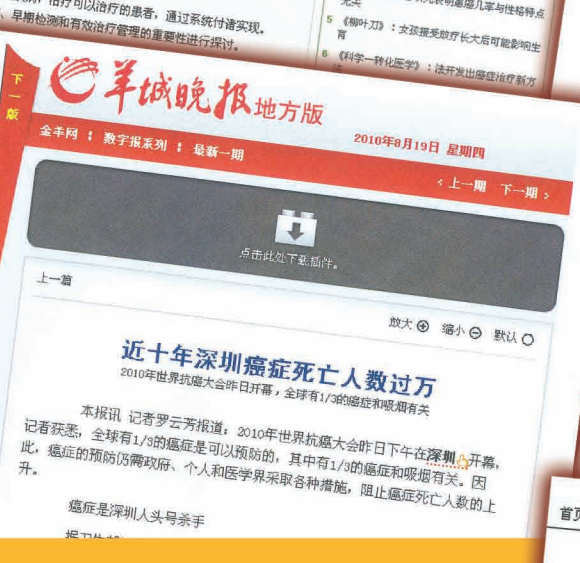 治疗可以治疗的患者，通过系统付诸实现。
早期检测和有效治疗管理的重要性进行探讨。
表明患癌几率与性格特点
无关
5 《柳叶刀》：女孩接受放疗长大后可能影响生
育
6 《科学－转化医学》：法开发出癌症治疗新方
下一版
羊城晚报地方版
2010年8月19日 星期四
金羊网 ┇ 数字报系列 ┇ 最新一期
‹ 上一期 下一期 ›
点击此处下载插件。
上一篇
放大⊕ 缩小⊖ 默认○
近十年深圳癌症死亡人数过万
2010年世界抗癌大会昨日开幕，全球有1/3的癌症和吸烟有关
本报讯 记者罗云芳报道：2010年世界抗癌大会昨日下午在深圳开幕，
记者获悉，全球有1/3的癌症是可以预防的，其中有1/3的癌症和吸烟有关。因
此，癌症的预防仍需政府、个人和医学界采取各种措施，阻止癌症死亡人数的上
升。
癌症是深圳人头号杀手
首页